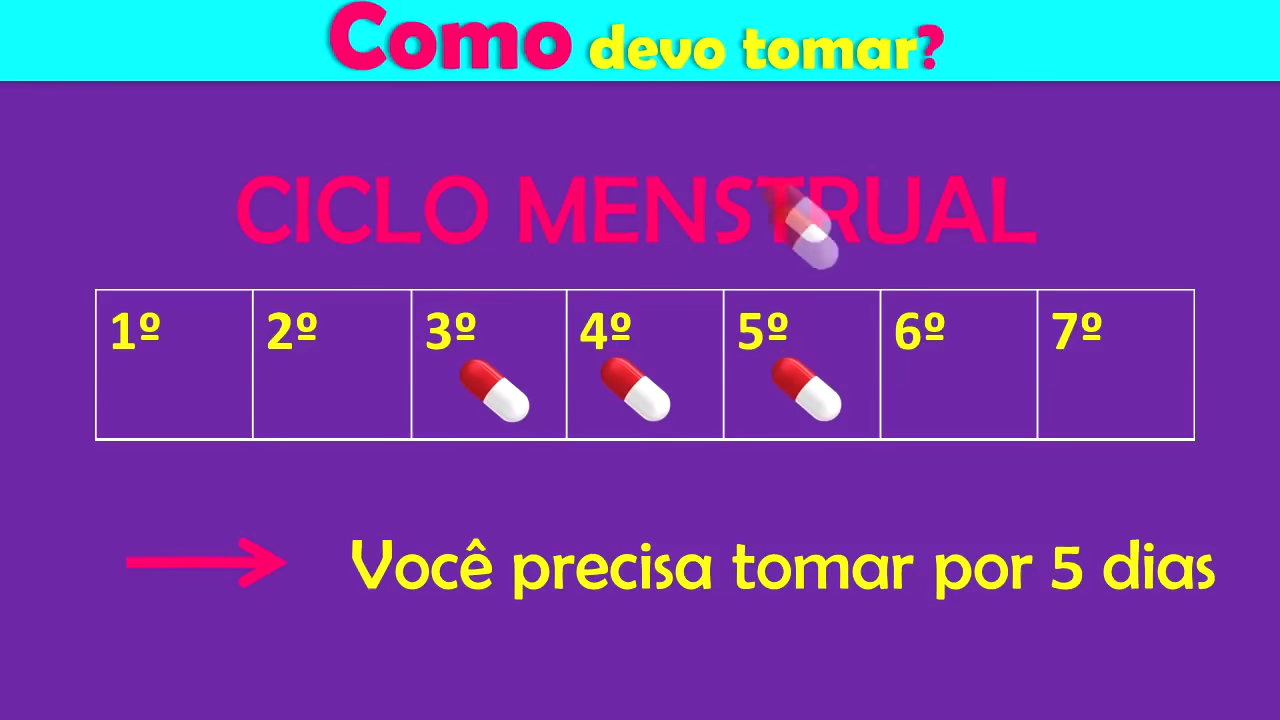 Como devo tomar?
CICLO MENSTRUAL
1º 2º 3º 4º 5º 6º 7º
Você precisa tomar por 5 dias